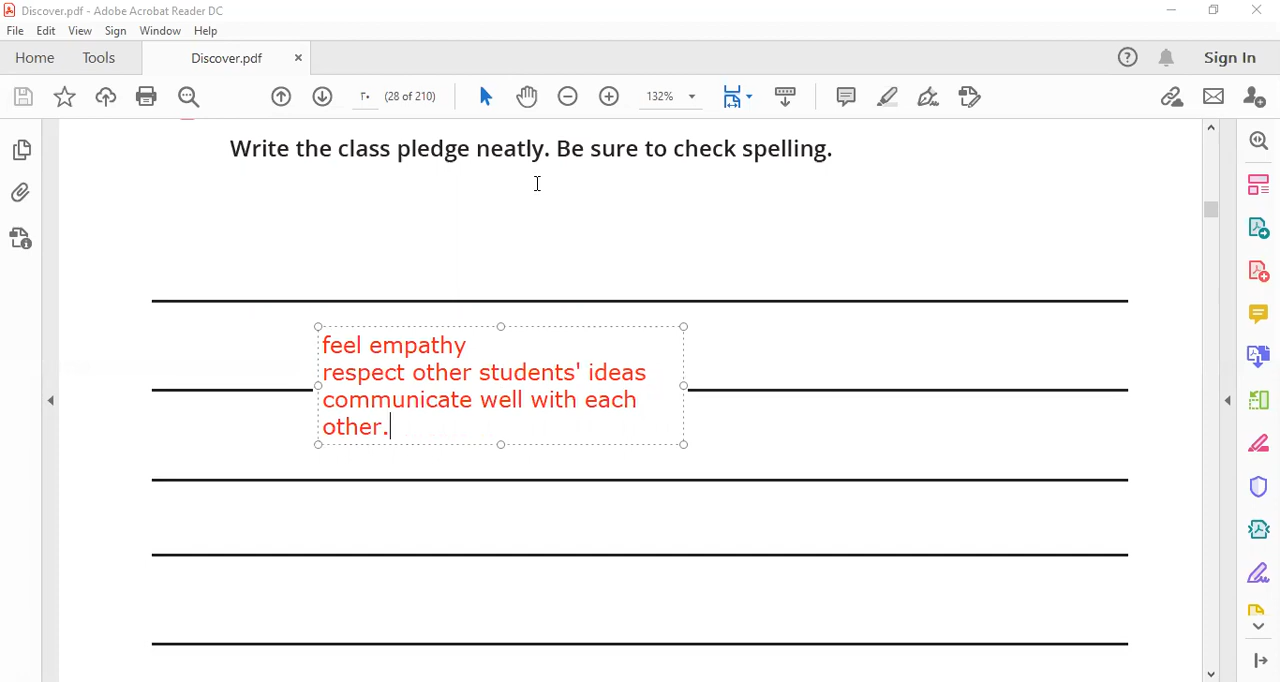 Discover.pdf - Adobe Acrobat Reader DC
File Edit View Sign Window Help
Home Tools Discover.pdf × Sign In
(28 of 210) 132%
Write the class pledge neatly. Be sure to check spelling.
feel empathy
respect other students' ideas
communicate well with each
other.